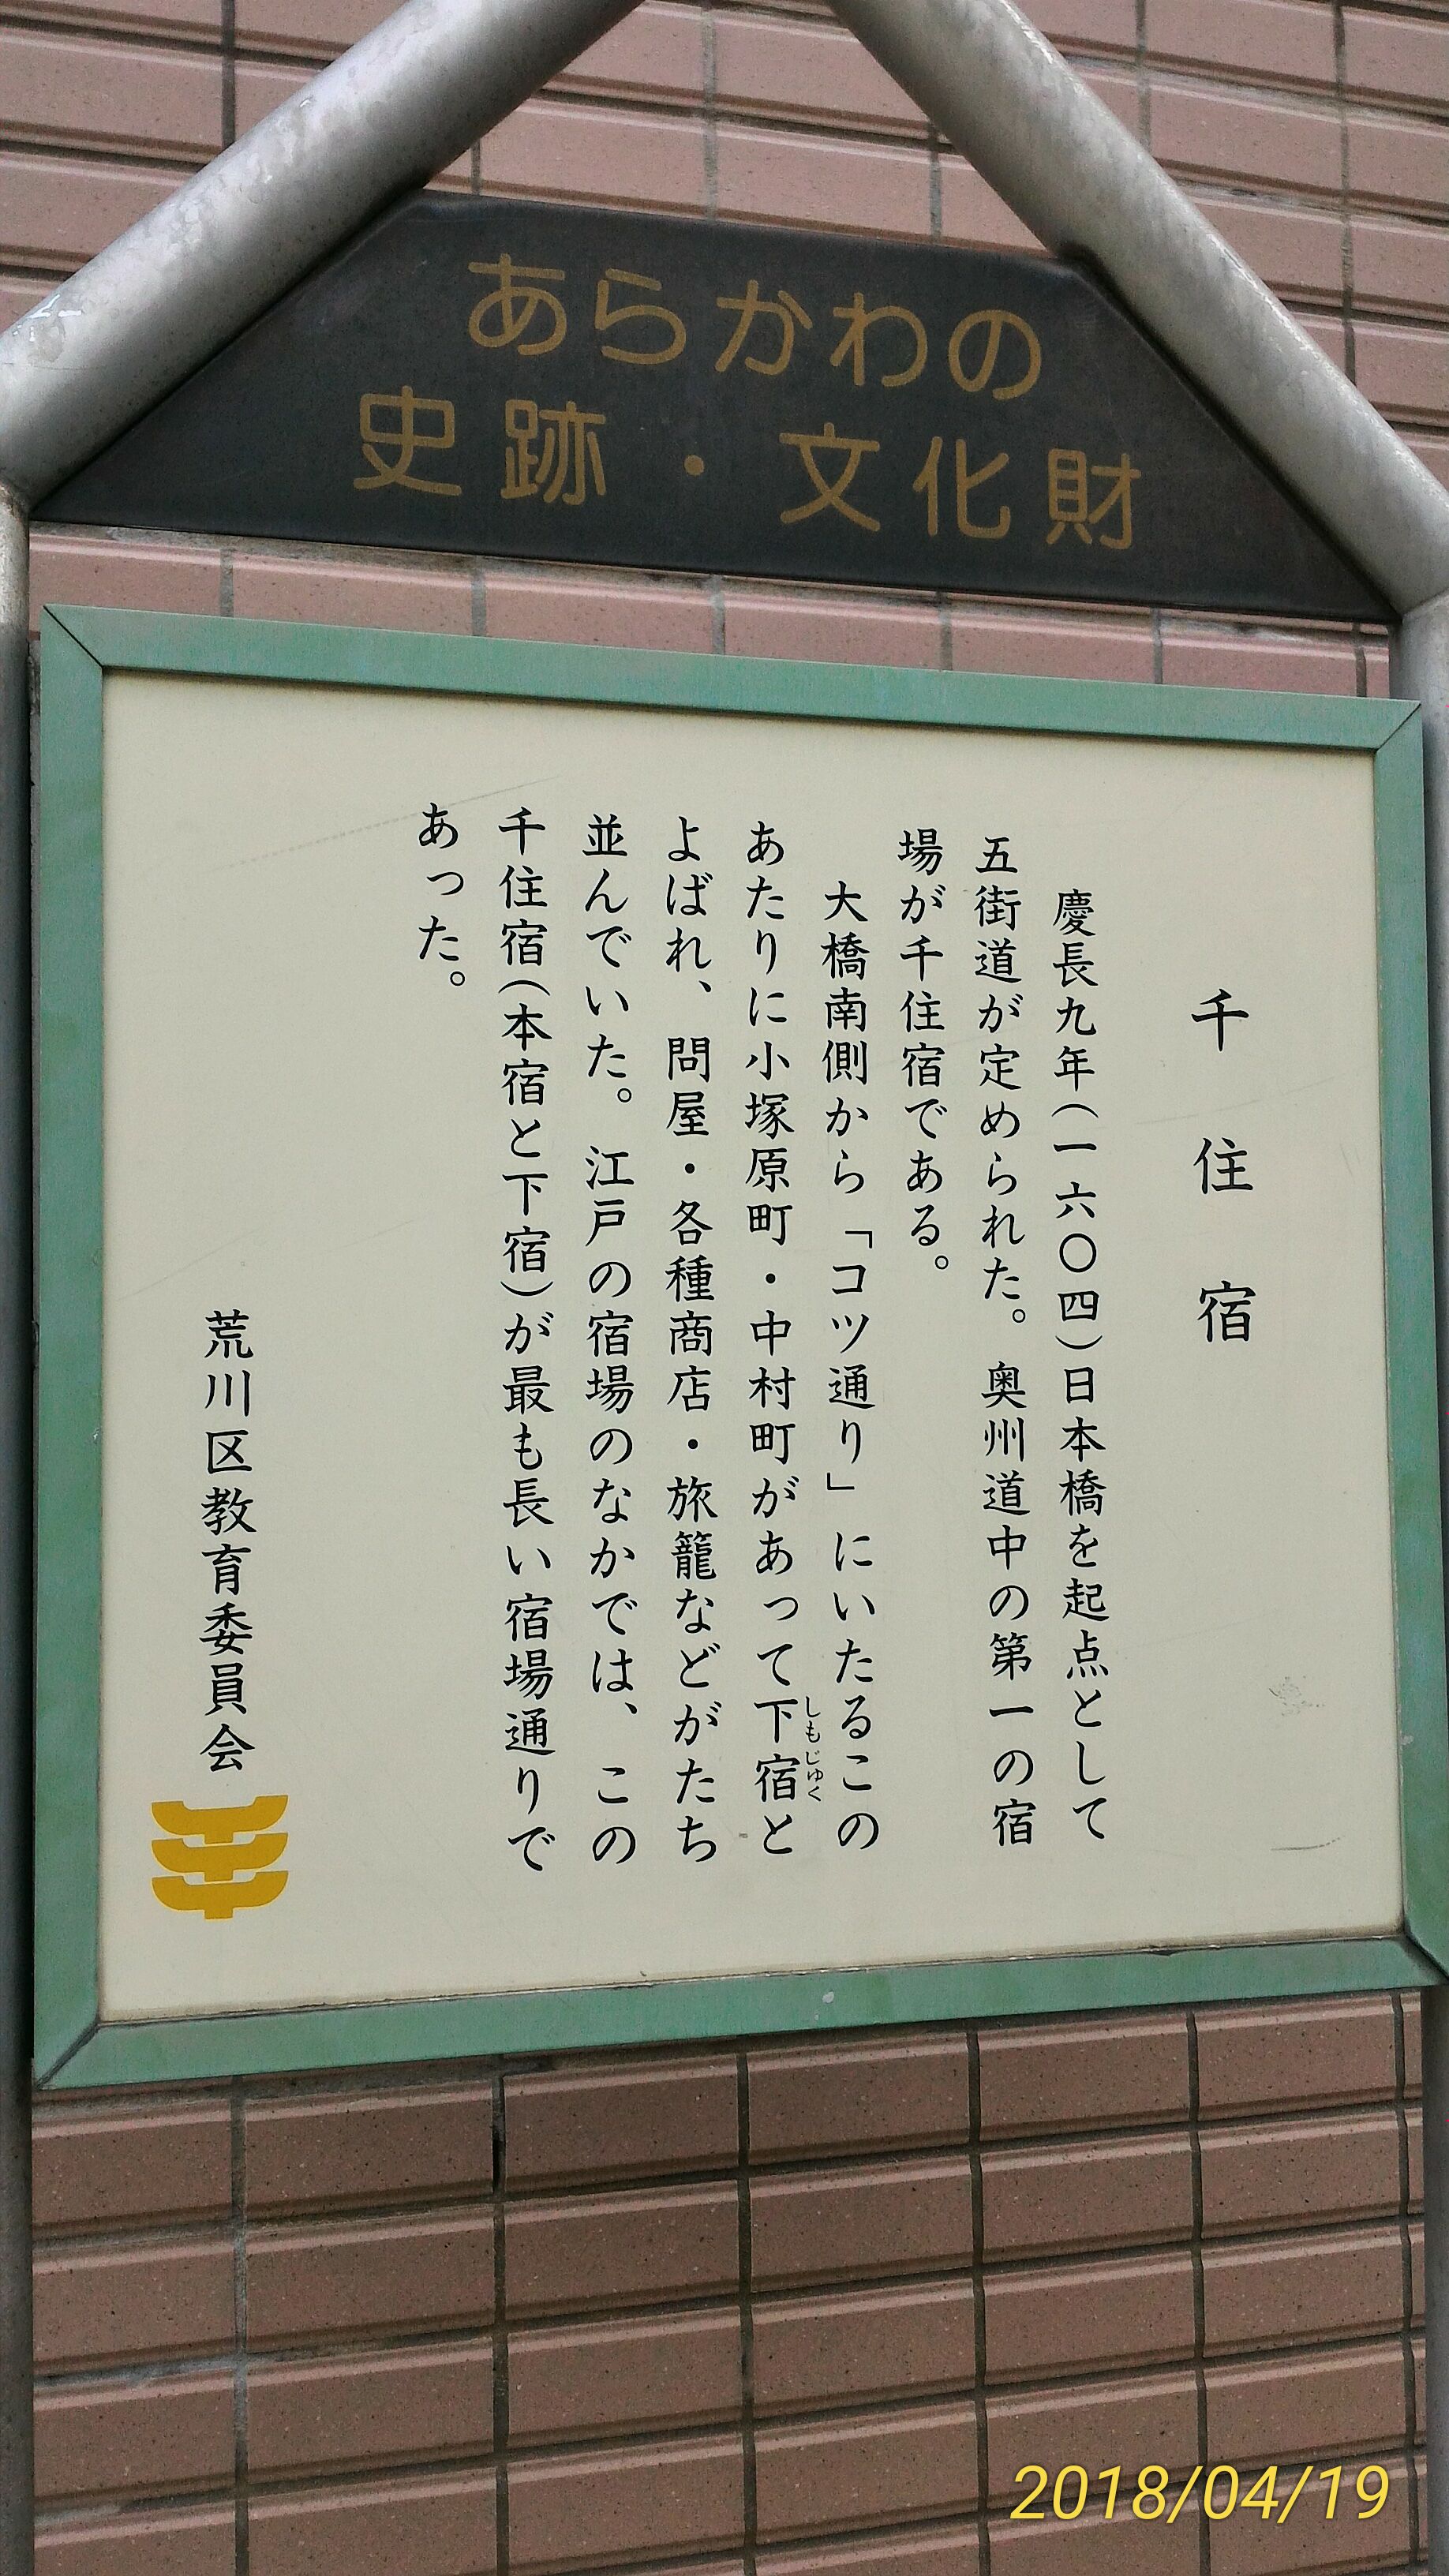 あらかわの
史跡・文化財
千住宿
慶長九年(一六〇四)日本橋を起点として
五街道が定められた。奥州道中の第一の宿
場が千住宿である。
大橋南側から「コツ通り」にいたるこの
あたりに小塚原町・中村町があって下宿と
しもじゅく
よばれ、問屋・各種商店・旅籠などがたち
並んでいた。江戸の宿場のなかでは、この
千住宿(本宿と下宿)が最も長い宿場通りで
あった。
荒川区教育委員会
2018/04/19